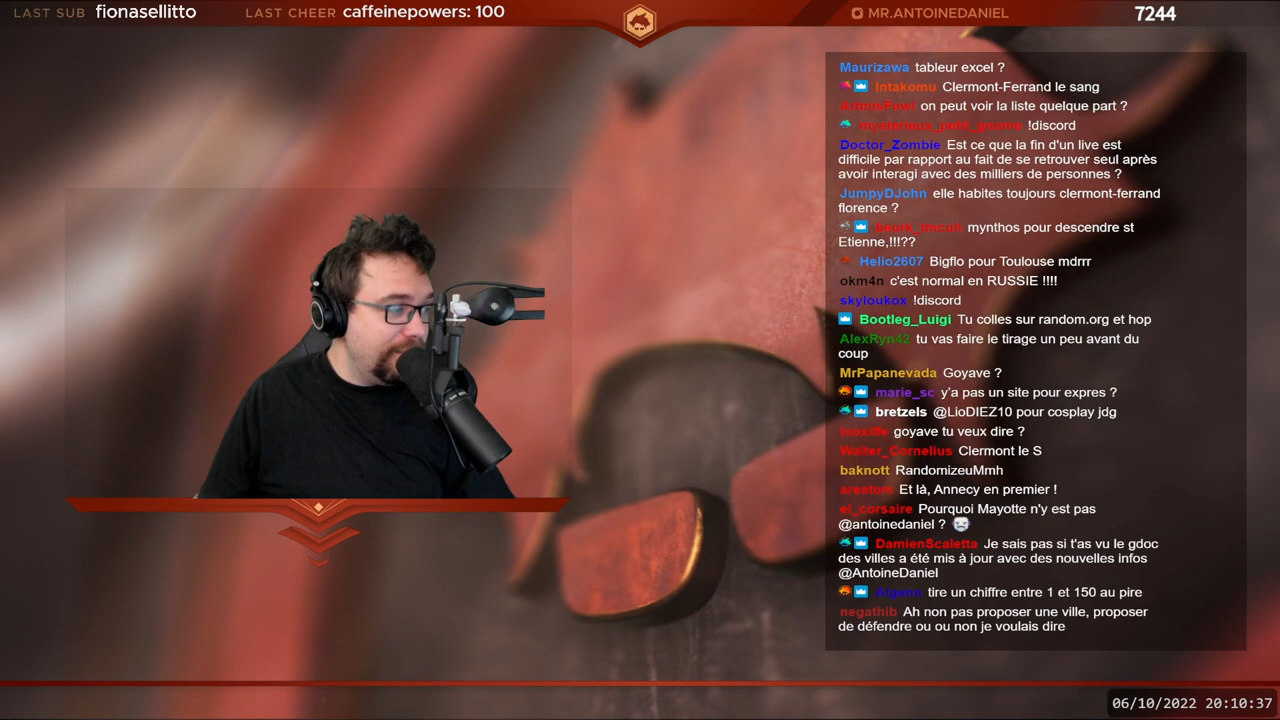 LAST SUB fionasellitto LAST CHEER caffeinepowers: 100 MR.ANTOINEDANIEL 7244
Maurizawa tableur excel ?
Intakomu Clermont-Ferrand le sang
ArtmisFowl on peut voir la liste quelque part ?
mysterieux_petit_gnome !discord
Doctor_Zombie Est ce que la fin d'un live est
difficile par rapport au fait de se retrouver seul après
avoir interagi avec des milliers de personnes ?
JumpyDJohn elle habites toujours clermont-ferrand
florence ?
mynthos pour descendre st
Etienne,!!!??
Helio2607 Bigflo pour Toulouse mdrrr
okm4n c'est normal en RUSSIE !!!!
skyloukox !discord
Bootleg_Luigi Tu colles sur random.org et hop
AlexRyn42 tu vas faire le tirage un peu avant du
coup
MrPapanevada Goyave ?
marie_sc y'a pas un site pour expres ?
bretzels @LioDIEZ10 pour cosplay jdg
goyave tu veux dire ?
Walter_Cornelius Clermont le S
baknott RandomizeuMmh
Et là, Annecy en premier !
el_corsaire Pourquoi Mayotte n'y est pas
@antoinedaniel ?
DamienScaletta Je sais pas si t'as vu le gdoc
des villes a été mis à jour avec des nouvelles infos
@AntoineDaniel
tire un chiffre entre 1 et 150 au pire
negathib Ah non pas proposer une ville, proposer
de défendre ou ou non je voulais dire
06/10/2022 20:10:37